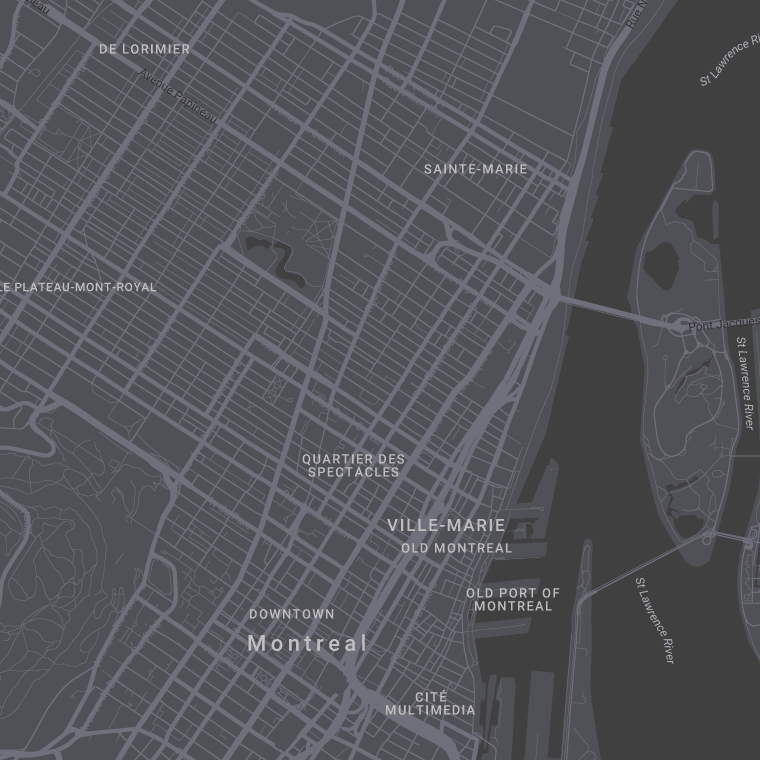 DE LORIMIER
Avenue Papineau
St Lawrence
SAINTE-MARIE
LE PLATEAU-MONT-ROYAL
Pont Jacques
St Lawrence River
QUARTIER DES
SPECTACLES
VILLE-MARIE
OLD MONTREAL
OLD PORT OF
MONTREAL
St Lawrence River
DOWNTOWN
Montreal
CITÉ
MULTIMEDIA